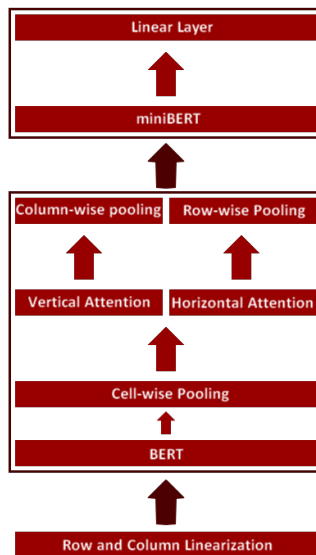 Linear Layer
miniBERT
Column-wise pooling
Row-wise Pooling
Vertical Attention
Horizontal Attention
Cell-wise Pooling
BERT
Row and Column Linearization